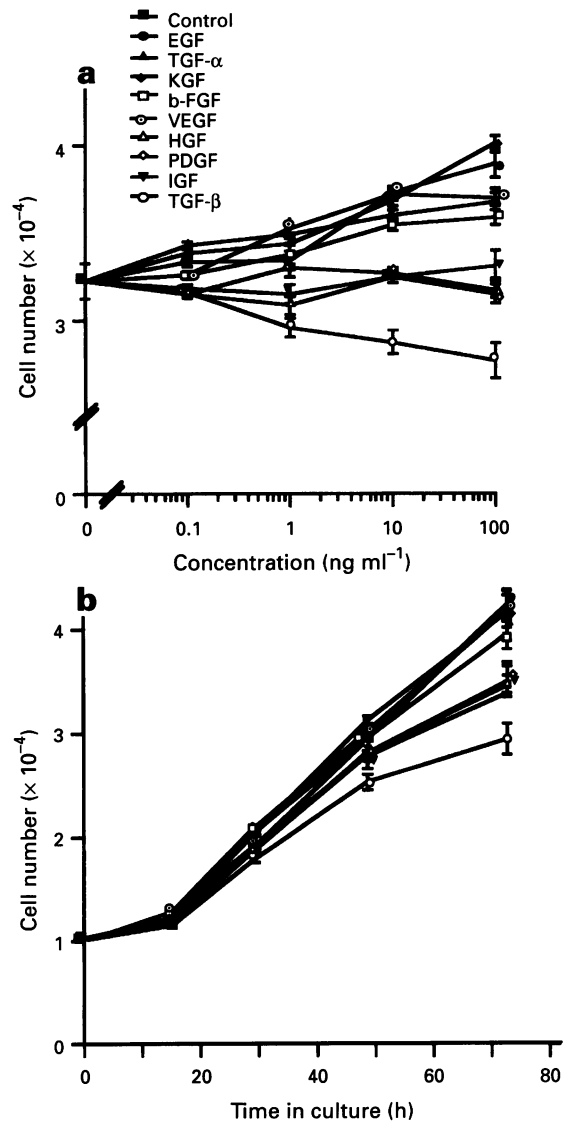 Control
EGF
TGF-α
KGF
b-FGF
VEGF
HGF
PDGF
IGF
TGF-β
a
4
3
0
Cell number (× 10⁻⁴)
0 0.1 1 10 100
Concentration (ng ml⁻¹)
b
4
3
2
1
0
Cell number (× 10⁻⁴)
0 20 40 60 80
Time in culture (h)